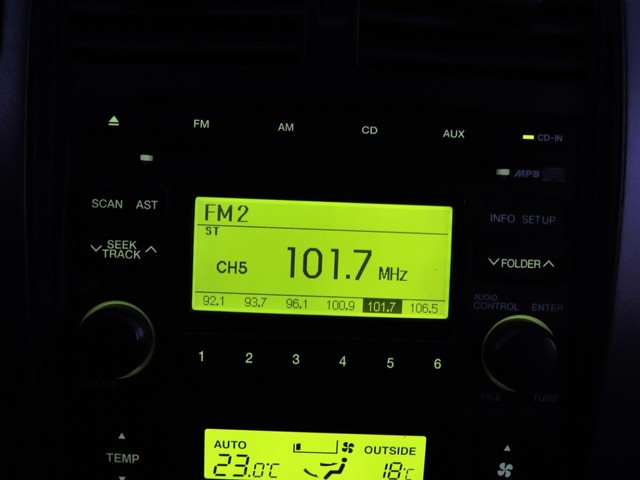 FM AM CD AUX
CD-IN
MP3
SCAN AST
INFO SETUP
FM2
ST
SEEK
TRACK
CH5 101.7 MHz
FOLDER
92.1 93.7 96.1 100.9 101.7 106.5
AUDIO
CONTROL ENTER
1 2 3 4 5 6
FILE TUNE
AUTO OUTSIDE
TEMP
23.0°C 18°C